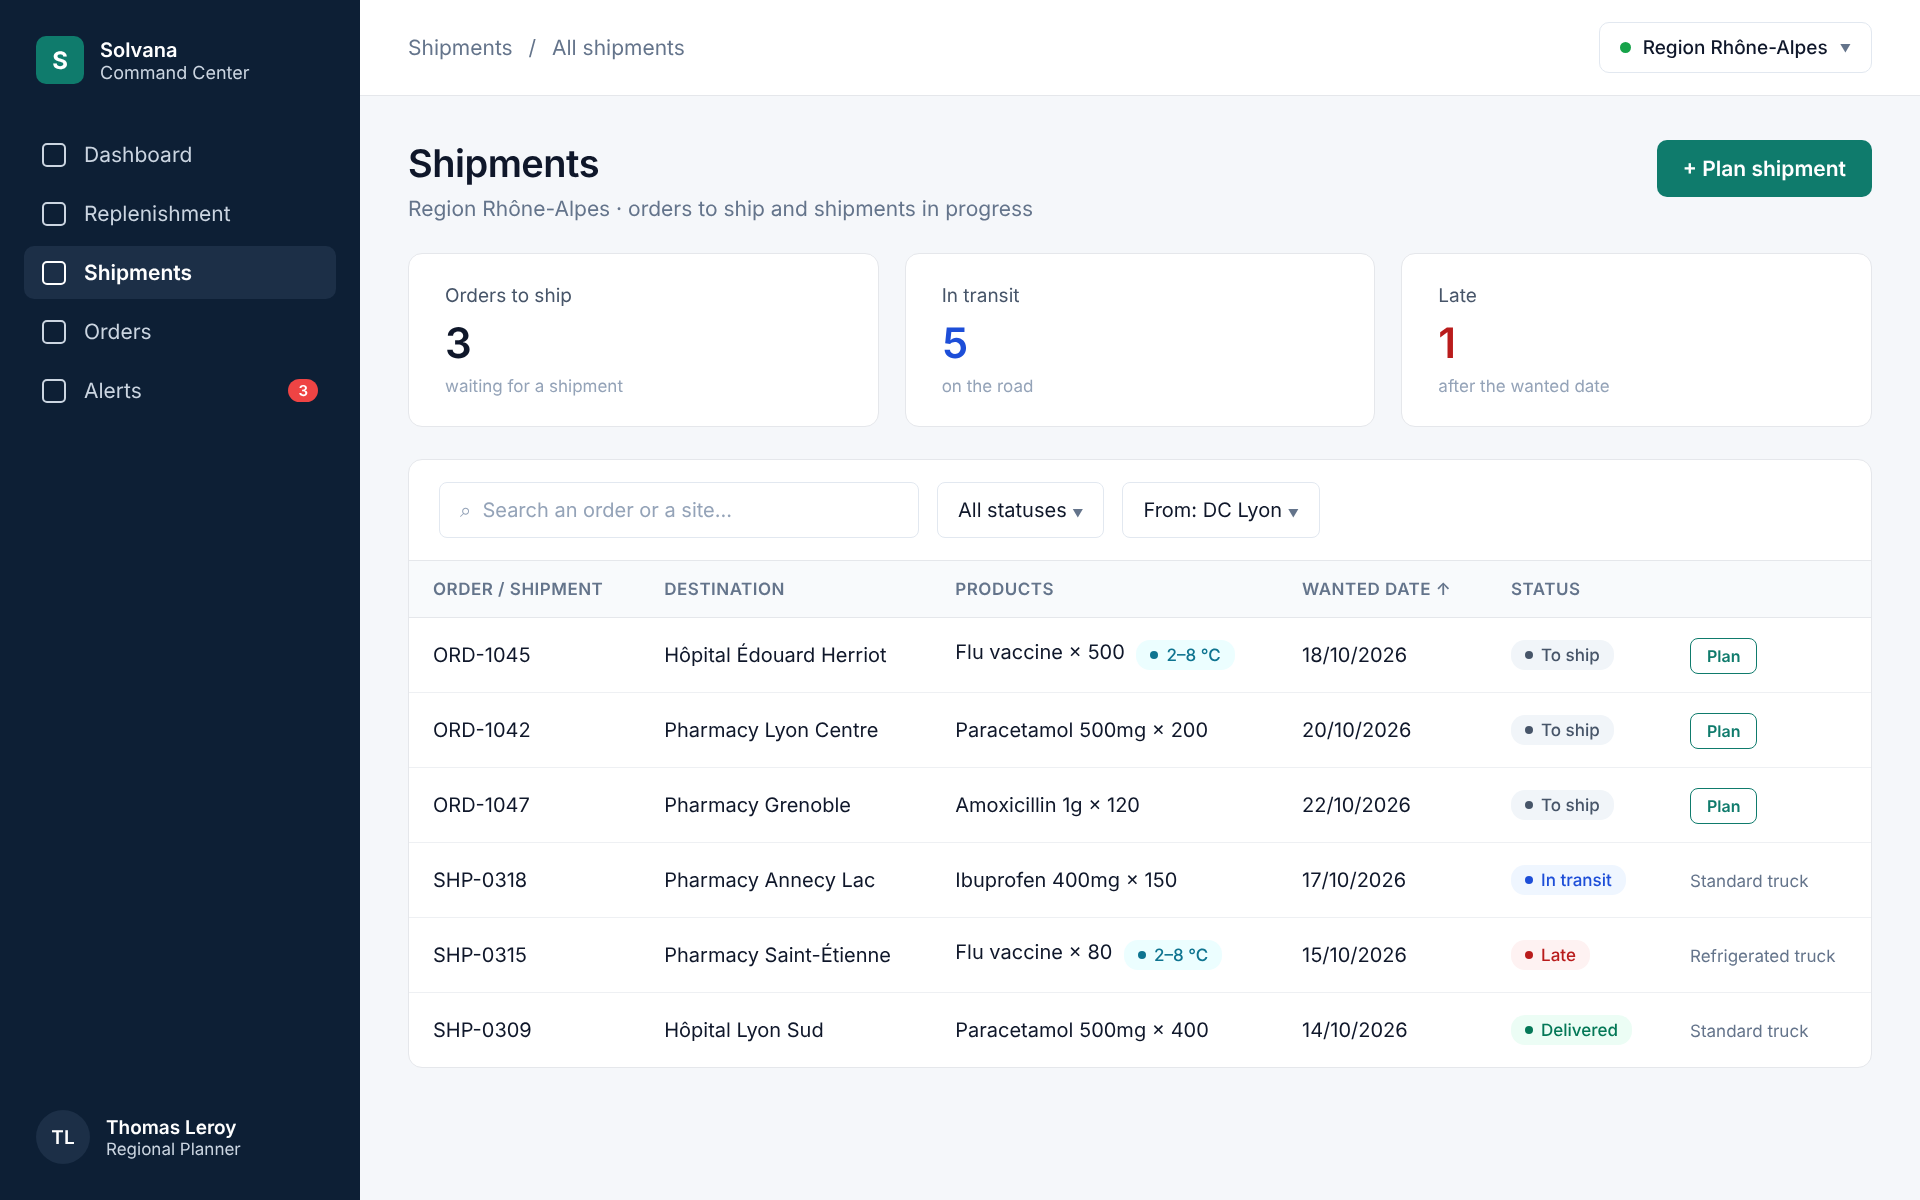 S
Solvana
Command Center
Dashboard
Replenishment
Shipments
Orders
Alerts 3
TL
Thomas Leroy
Regional Planner
Shipments / All shipments
Region Rhône-Alpes ▼
Shipments
Region Rhône-Alpes · orders to ship and shipments in progress
+ Plan shipment
Orders to ship
3
waiting for a shipment
In transit
5
on the road
Late
1
after the wanted date
Search an order or a site...
All statuses ▼
From: DC Lyon ▼
ORDER / SHIPMENT DESTINATION PRODUCTS WANTED DATE ↑ STATUS
ORD-1045 Hôpital Édouard Herriot Flu vaccine × 500 2–8 °C 18/10/2026 To ship Plan
ORD-1042 Pharmacy Lyon Centre Paracetamol 500mg × 200 20/10/2026 To ship Plan
ORD-1047 Pharmacy Grenoble Amoxicillin 1g × 120 22/10/2026 To ship Plan
SHP-0318 Pharmacy Annecy Lac Ibuprofen 400mg × 150 17/10/2026 In transit Standard truck
SHP-0315 Pharmacy Saint-Étienne Flu vaccine × 80 2–8 °C 15/10/2026 Late Refrigerated truck
SHP-0309 Hôpital Lyon Sud Paracetamol 500mg × 400 14/10/2026 Delivered Standard truck